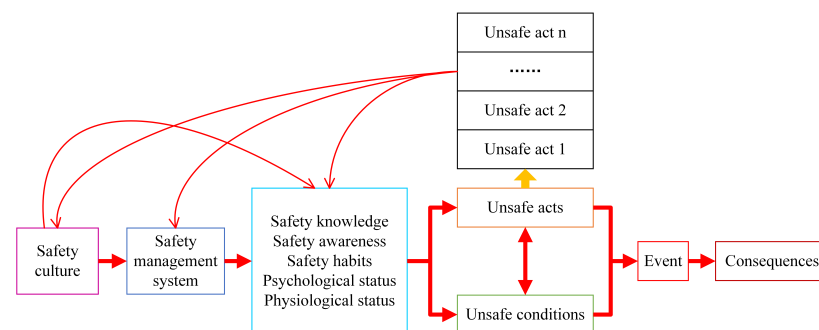 Unsafe act n
......
Unsafe act 2
Unsafe act 1
Safety
culture
Safety
management
system
Safety knowledge
Safety awareness
Safety habits
Psychological status
Physiological status
Unsafe acts
Unsafe conditions
Event
Consequences